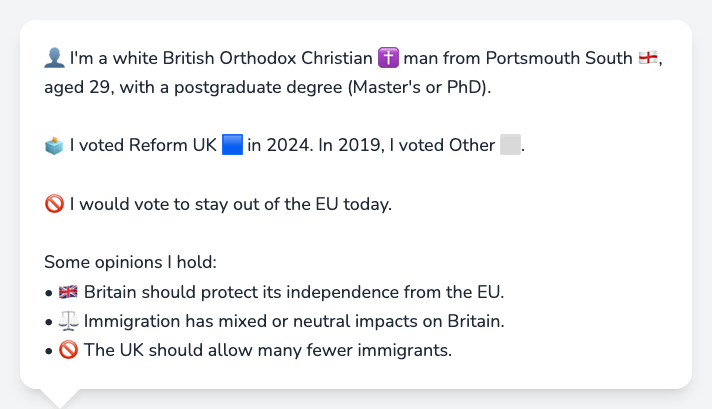 👤 I'm a white British Orthodox Christian ✝️ man from Portsmouth South 🏴󠁧󠁢󠁥󠁮󠁧󠁿,
aged 29, with a postgraduate degree (Master's or PhD).
🗳️ I voted Reform UK 🟦 in 2024. In 2019, I voted Other ⬜.
🚫 I would vote to stay out of the EU today.
Some opinions I hold:
• 🇬🇧 Britain should protect its independence from the EU.
• ⚖️ Immigration has mixed or neutral impacts on Britain.
• 🚫 The UK should allow many fewer immigrants.